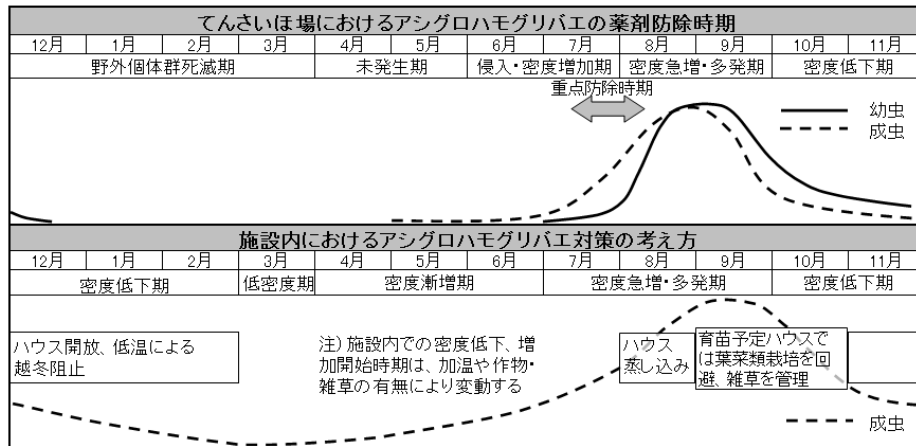 てんさいほ場におけるアシグロハモグリバエの薬剤防除時期
12月 1月 2月 3月 4月 5月 6月 7月 8月 9月 10月 11月
野外個体群死滅期 未発生期 侵入・密度増加期 密度急増・多発期 密度低下期
重点防除時期
幼虫
成虫
施設内におけるアシグロハモグリバエ対策の考え方
12月 1月 2月 3月 4月 5月 6月 7月 8月 9月 10月 11月
密度低下期 低密度期 密度漸増期 密度急増・多発期 密度低下期
ハウス開放、低温による
越冬阻止
注)施設内での密度低下、増
加開始時期は、加温や作物・
雑草の有無により変動する
ハウス
蒸し込み
育苗予定ハウスで
は葉菜類栽培を回
避、雑草を管理
成虫